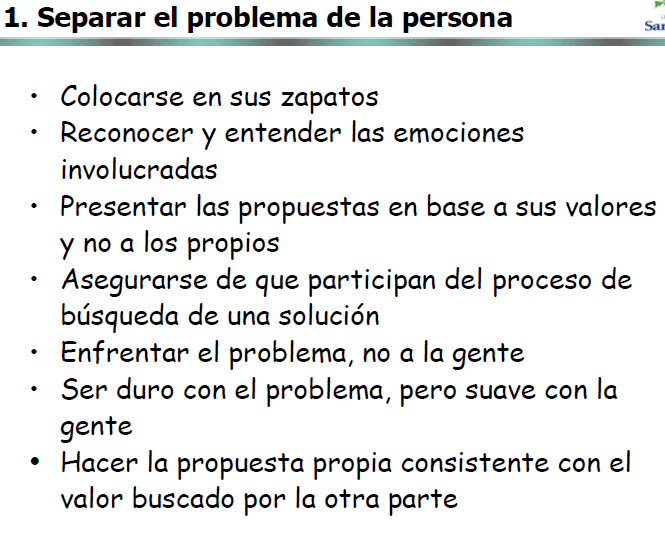 1. Separar el problema de la persona
• Colocarse en sus zapatos
• Reconocer y entender las emociones
involucradas
• Presentar las propuestas en base a sus valores
y no a los propios
• Asegurarse de que participan del proceso de
búsqueda de una solución
• Enfrentar el problema, no a la gente
• Ser duro con el problema, pero suave con la
gente
• Hacer la propuesta propia consistente con el
valor buscado por la otra parte